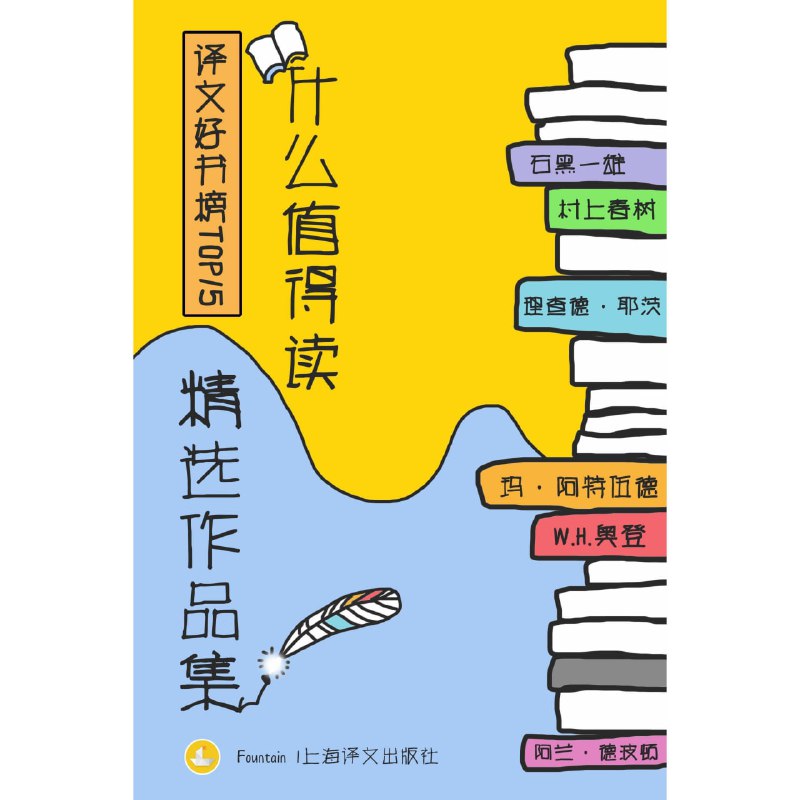 译文好书榜TOP15
什么值得读
精选作品集
石黑一雄
村上春树
理查德·耶茨
玛·阿特伍德
W.H.奥登
阿兰·德波顿
Fountain |上海译文出版社